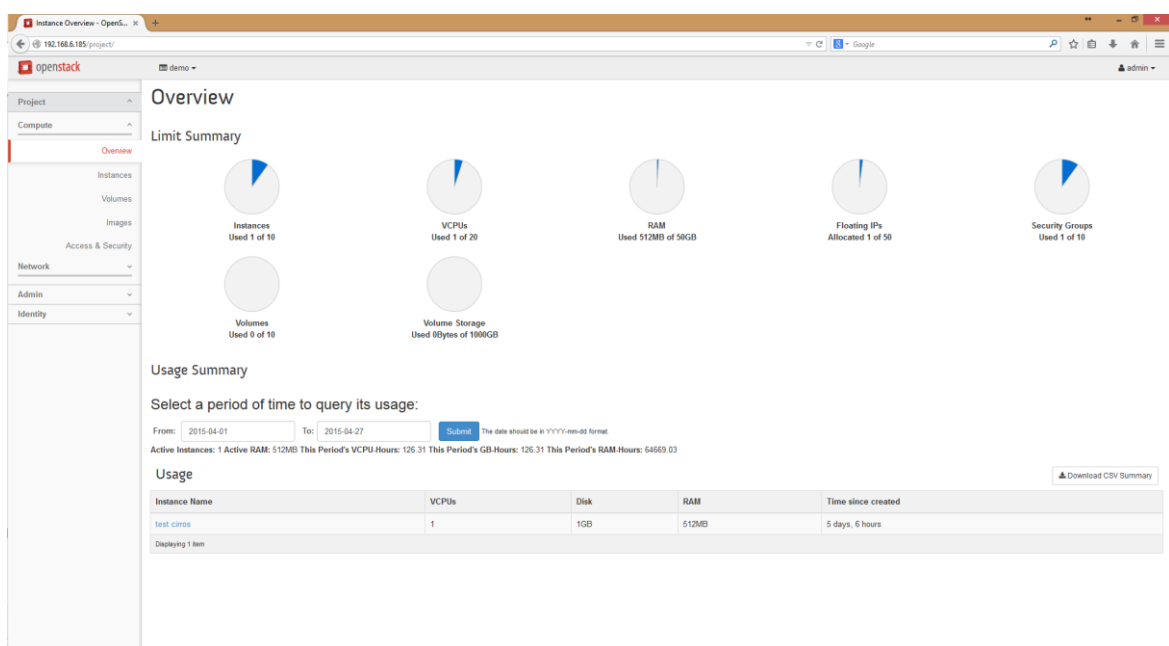 Instance Overview - OpenS...
192.168.6.185/project/
Google
openstack
demo
admin
Project
Compute
Overview
Instances
Volumes
Images
Access & Security
Network
Admin
Identity
Overview
Limit Summary
Instances
Used 1 of 10
VCPUs
Used 1 of 20
RAM
Used 512MB of 50GB
Floating IPs
Allocated 1 of 50
Security Groups
Used 1 of 10
Volumes
Used 0 of 10
Volume Storage
Used 0Bytes of 1000GB
Usage Summary
Select a period of time to query its usage:
From: 2015-04-01 To: 2015-04-27 Submit The date should be in YYYY-mm-dd format.
Active Instances: 1 Active RAM: 512MB This Period's VCPU-Hours: 126.31 This Period's GB-Hours: 126.31 This Period's RAM-Hours: 64669.03
Usage
Download CSV Summary
Instance Name VCPUs Disk RAM Time since created
test cirros 1 1GB 512MB 5 days, 6 hours
Displaying 1 item